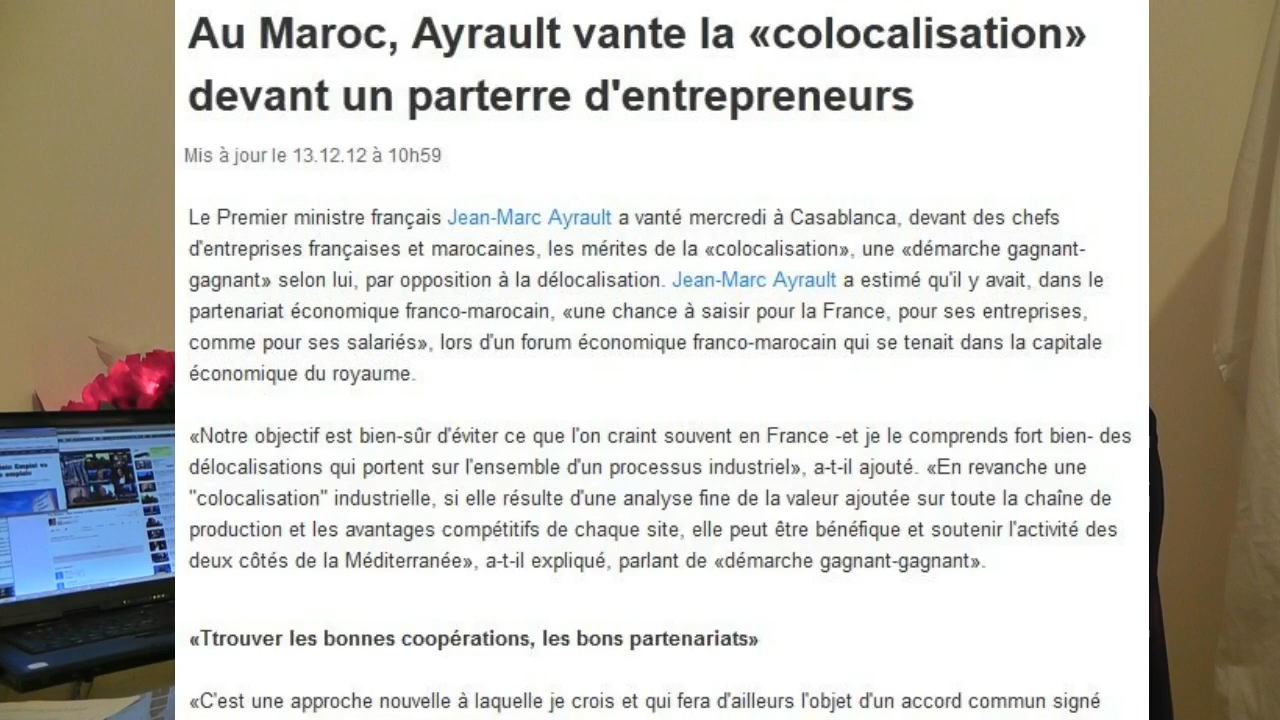 Au Maroc, Ayrault vante la «colocalisation»
devant un parterre d'entrepreneurs
Mis à jour le 13.12.12 à 10h59
Le Premier ministre français Jean-Marc Ayrault a vanté mercredi à Casablanca, devant des chefs
d'entreprises françaises et marocaines, les mérites de la «colocalisation», une «démarche gagnant-
gagnant» selon lui, par opposition à la délocalisation. Jean-Marc Ayrault a estimé qu'il y avait, dans le
partenariat économique franco-marocain, «une chance à saisir pour la France, pour ses entreprises,
comme pour ses salariés», lors d'un forum économique franco-marocain qui se tenait dans la capitale
économique du royaume.
«Notre objectif est bien-sûr d'éviter ce que l'on craint souvent en France -et je le comprends fort bien- des
délocalisations qui portent sur l'ensemble d'un processus industriel», a-t-il ajouté. «En revanche une
"colocalisation" industrielle, si elle résulte d'une analyse fine de la valeur ajoutée sur toute la chaîne de
production et les avantages compétitifs de chaque site, elle peut être bénéfique et soutenir l'activité des
deux côtés de la Méditerranée», a-t-il expliqué, parlant de «démarche gagnant-gagnant».
«Ttrouver les bonnes coopérations, les bons partenariats»
«C'est une approche nouvelle à laquelle je crois et qui fera d'ailleurs l'objet d'un accord commun signé